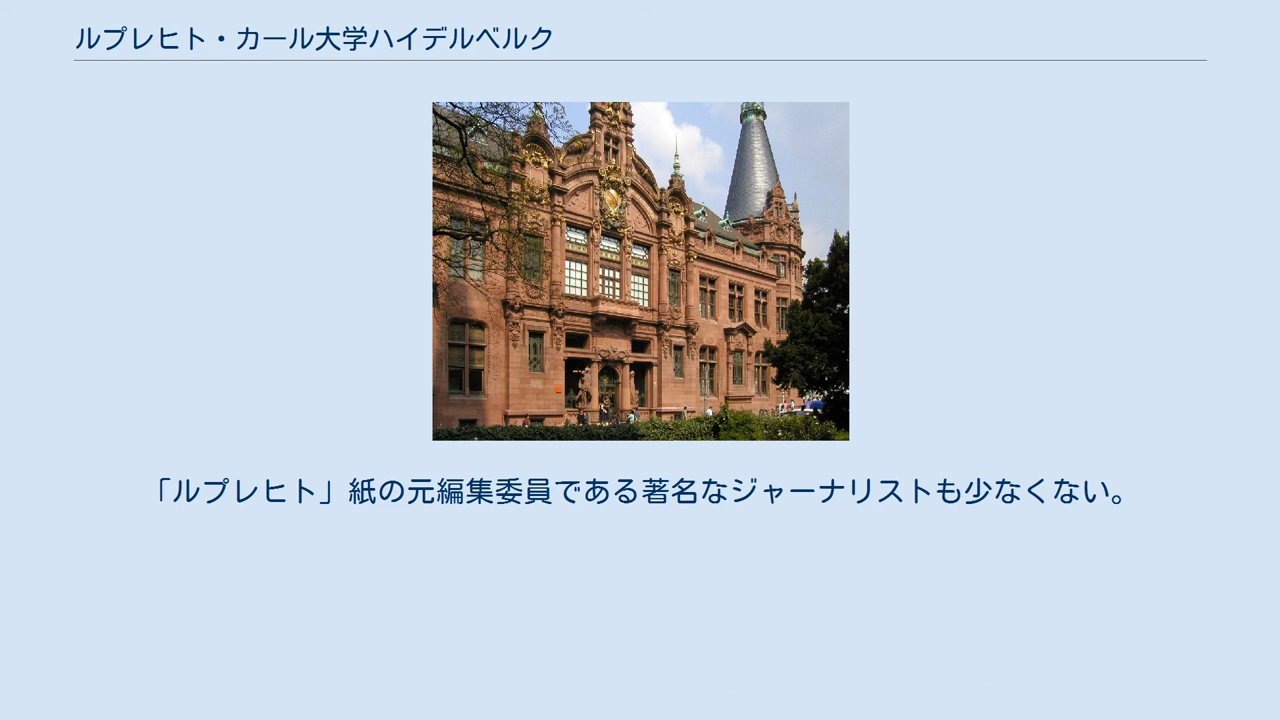 ルプレヒト・カール大学ハイデルベルク
「ルプレヒト」紙の元編集委員である著名なジャーナリストも少なくない。